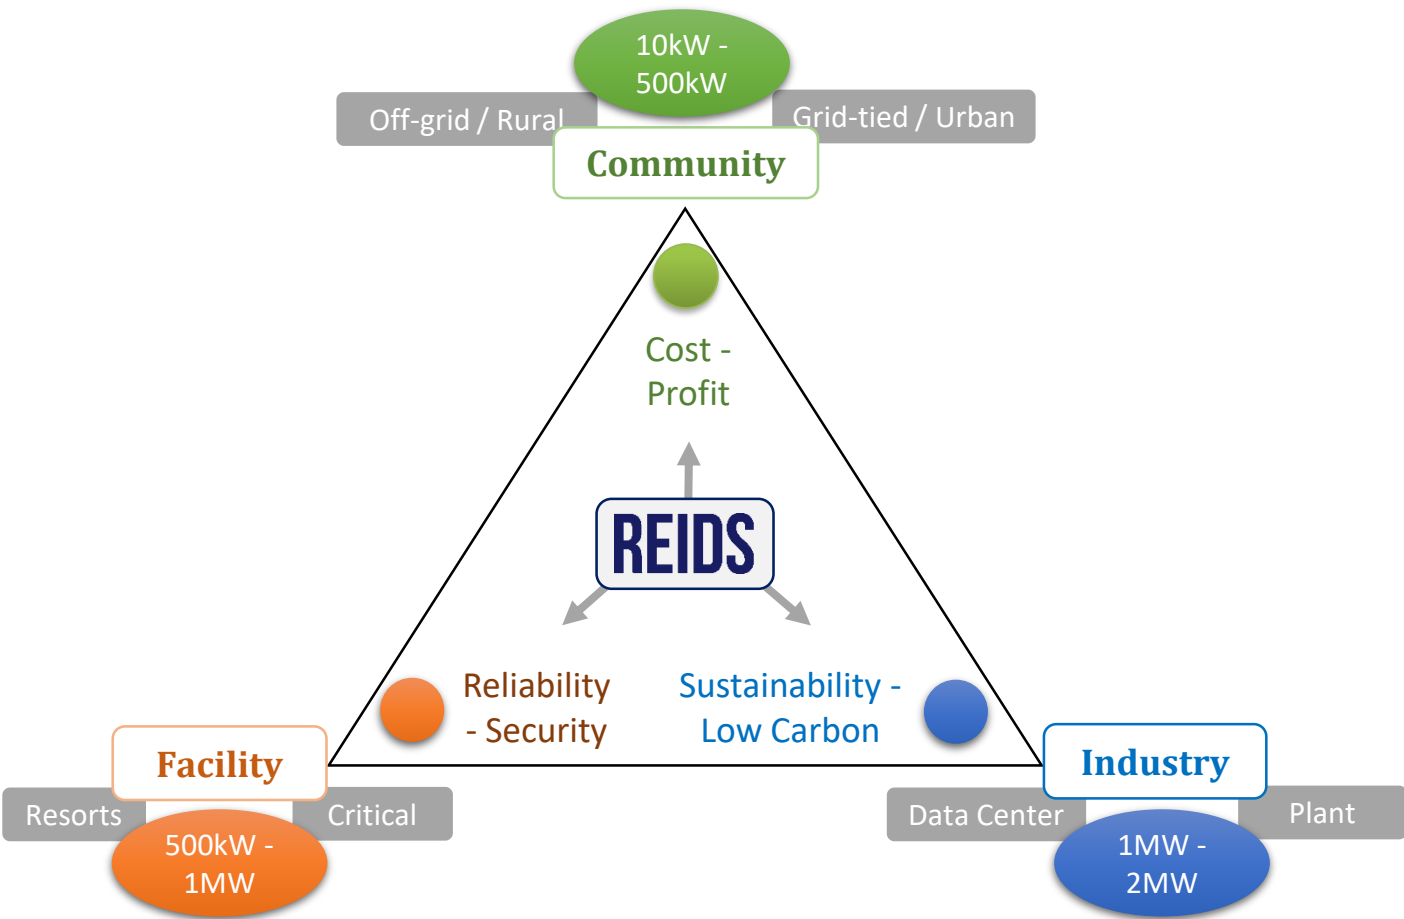 10kW -
500kW
Off-grid / Rural
Grid-tied / Urban
Community
Cost -
Profit
REIDS
Reliability
- Security
Sustainability -
Low Carbon
Facility
Resorts
Critical
500kW -
1MW
Industry
Data Center
Plant
1MW -
2MW